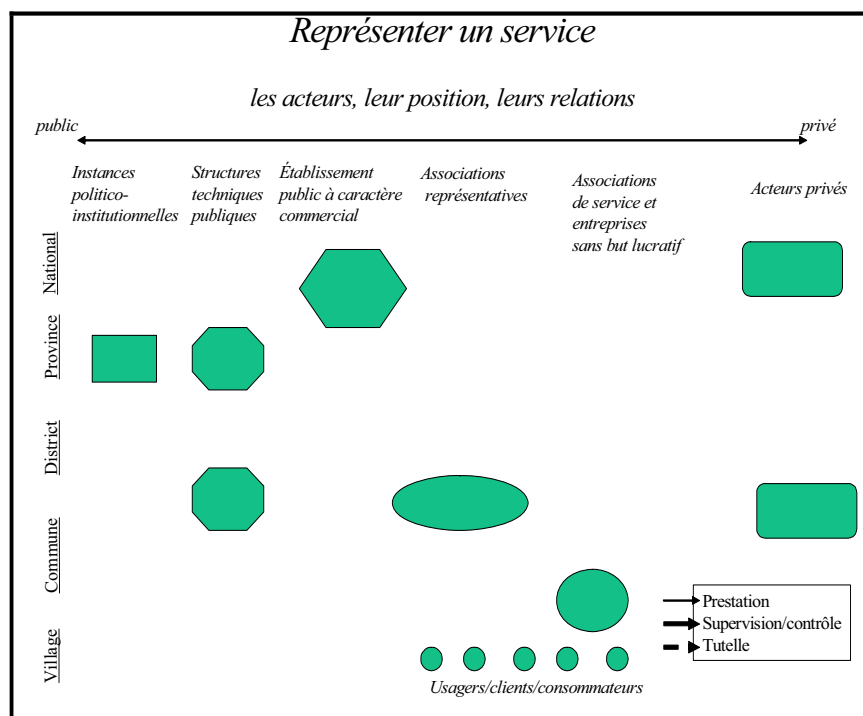 Représenter un service
les acteurs, leur position, leurs relations
public
privé
Instances
politico-
institutionnelles
Structures
techniques
publiques
Établissement
public à caractère
commercial
Associations
représentatives
Associations
de service et
entreprises
sans but lucratif
Acteurs privés
National
Province
District
Commune
Village
Prestation
Supervision/contrôle
Tutelle
Usagers/clients/consommateurs